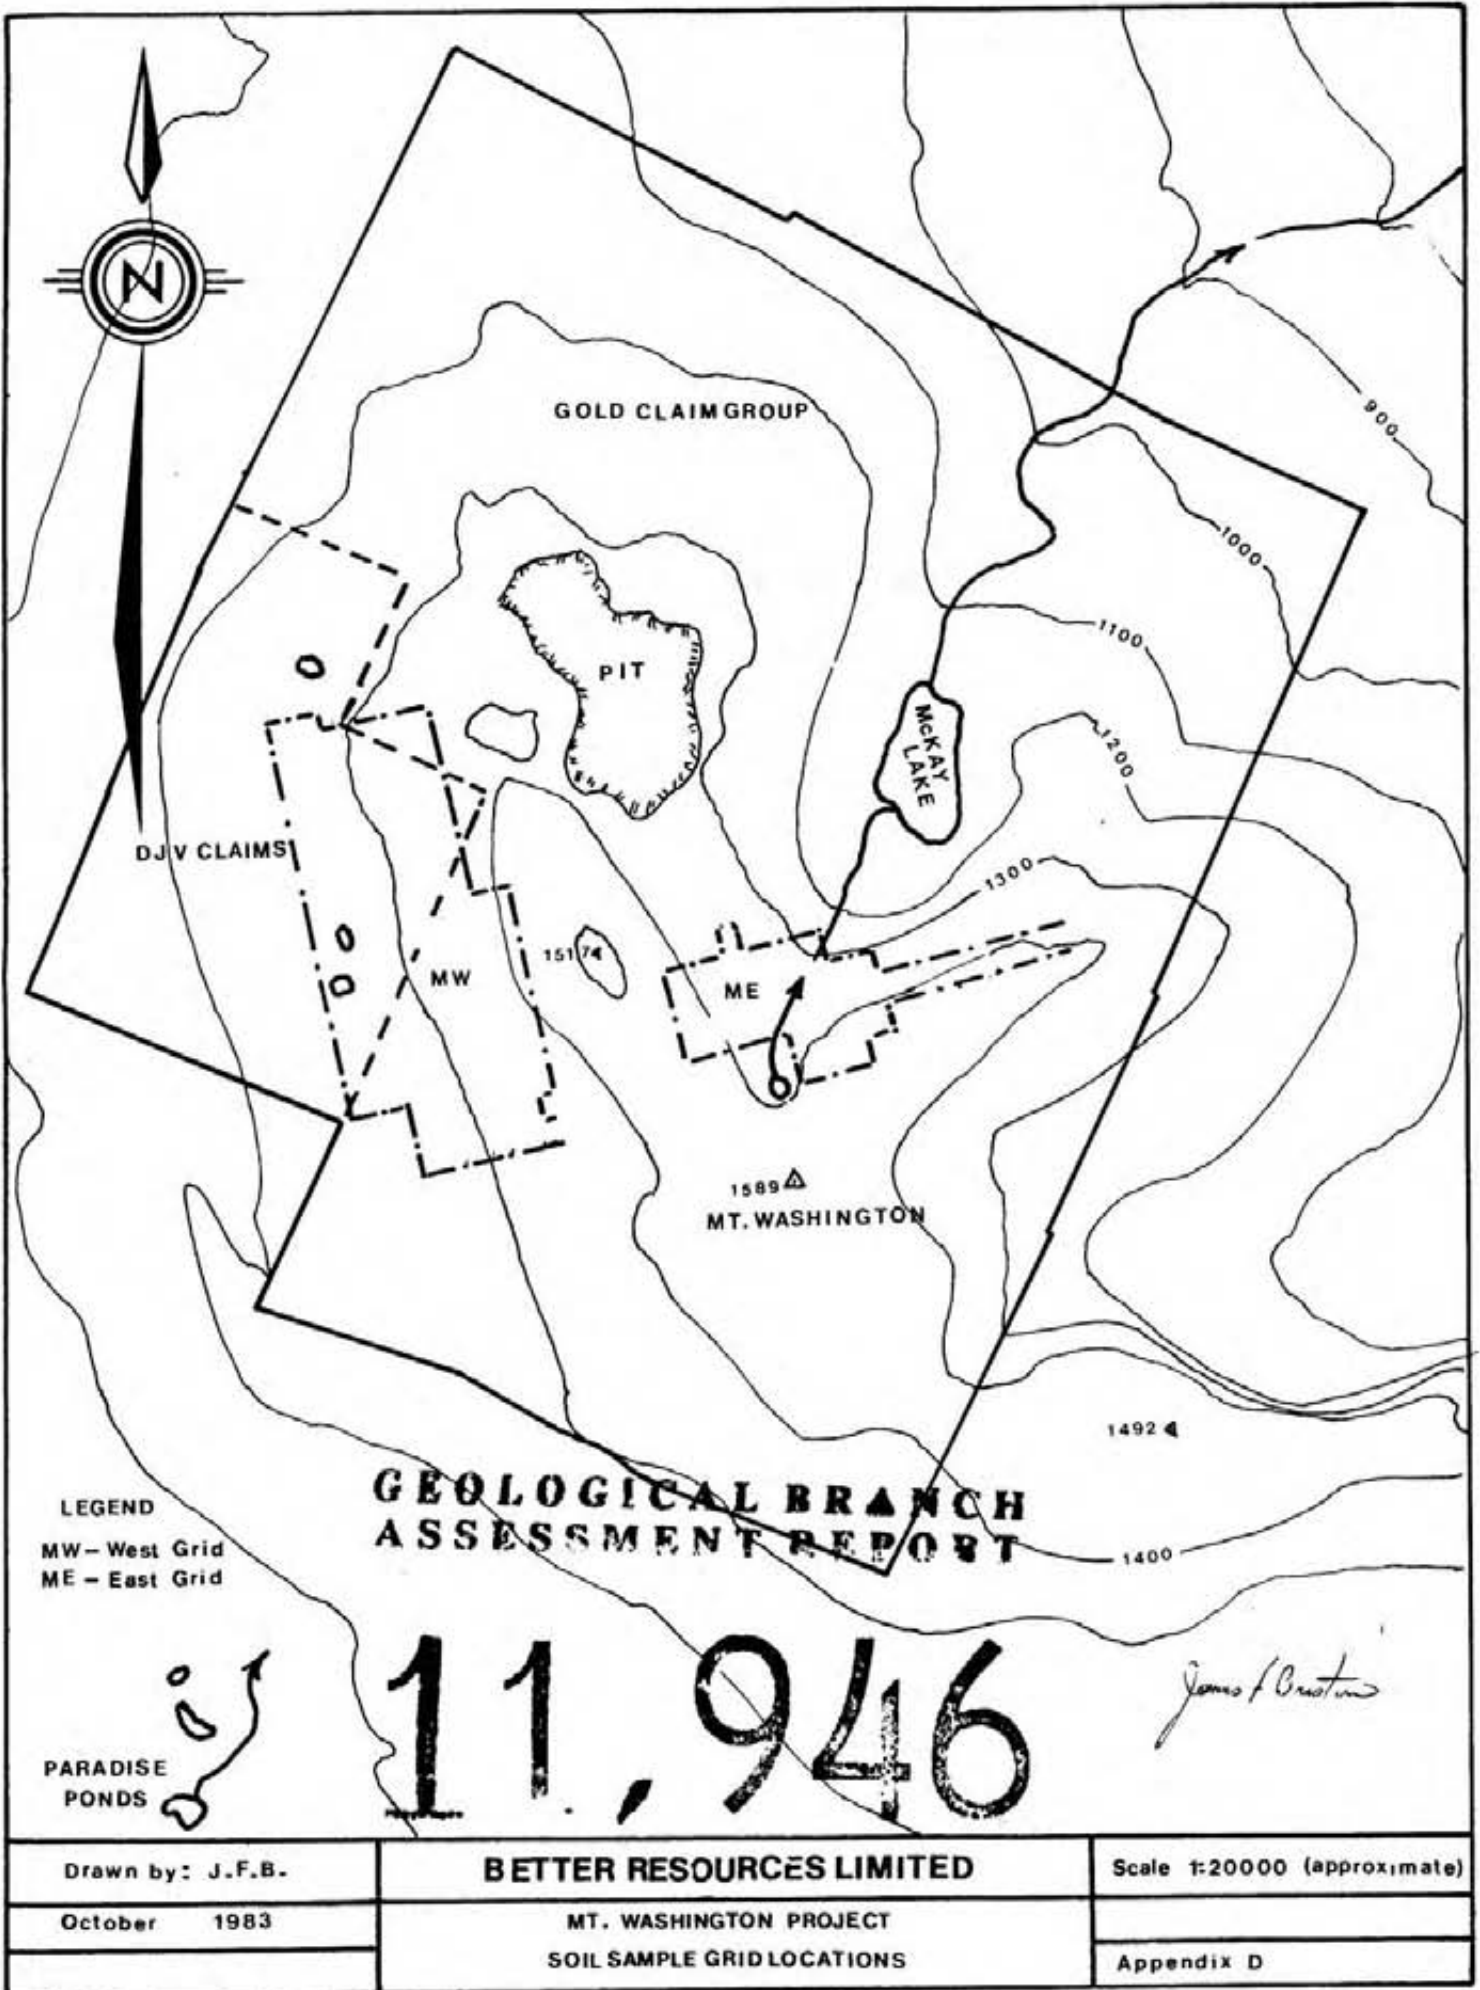 N
GOLD CLAIM GROUP
900
1000
1100
PIT
McKAY
LAKE
1200
DJV CLAIMS
1300
1517
MW
ME
1589
MT. WASHINGTON
1492
GEOLOGICAL BRANCH
ASSESSMENT REPORT
1400
LEGEND
MW - West Grid
ME - East Grid
11,946
PARADISE
PONDS
Drawn by: J.F.B.
BETTER RESOURCES LIMITED
Scale 1:20000 (approximate)
October 1983
MT. WASHINGTON PROJECT
SOIL SAMPLE GRID LOCATIONS
Appendix D